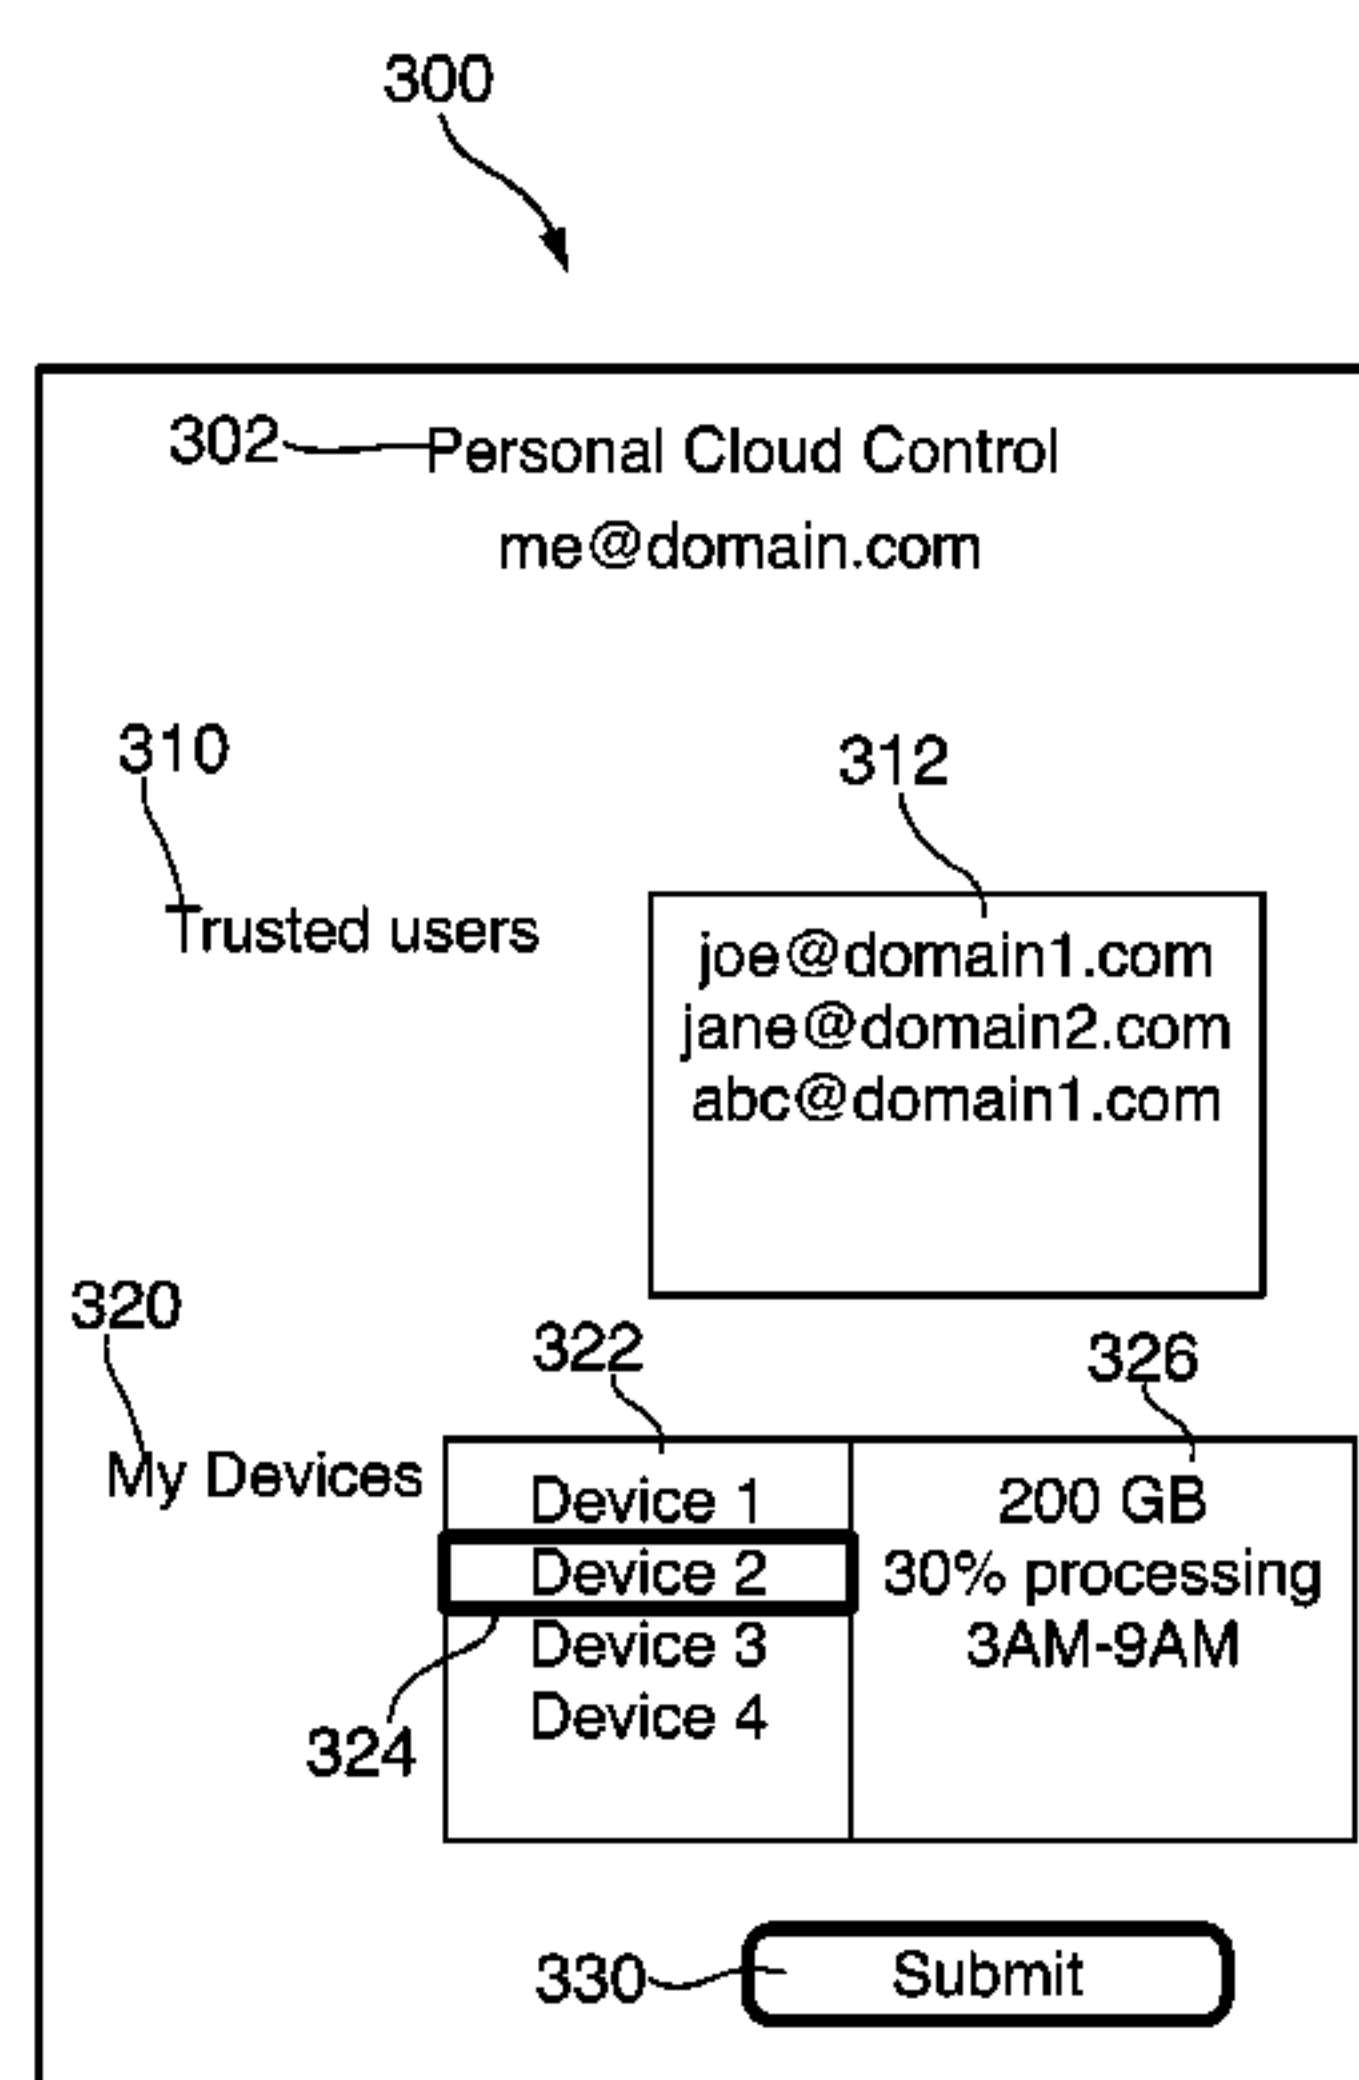 300
302 Personal Cloud Control
me@domain.com
310
312
Trusted users
joe@domain1.com
jane@domain2.com
abc@domain1.com
320
322
326
My Devices
Device 1
200 GB
Device 2
30% processing
Device 3
3AM-9AM
Device 4
324
330
Submit